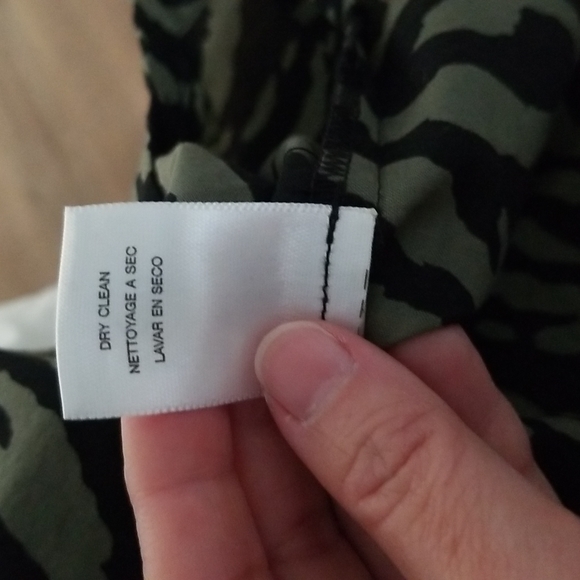 DRY CLEAN
NETTOYAGE A SEC
LAVAR EN SECO